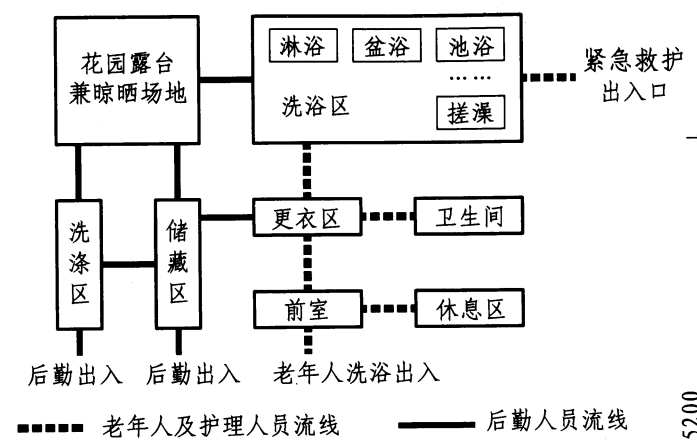 淋浴
盆浴
池浴
……
洗浴区
搓澡
花园露台
兼晾晒场地
紧急救护
出入口
洗涤区
储藏区
更衣区
卫生间
前室
休息区
后勤出入
后勤出入
老年人洗浴出入
老年人及护理人员流线
后勤人员流线
5200